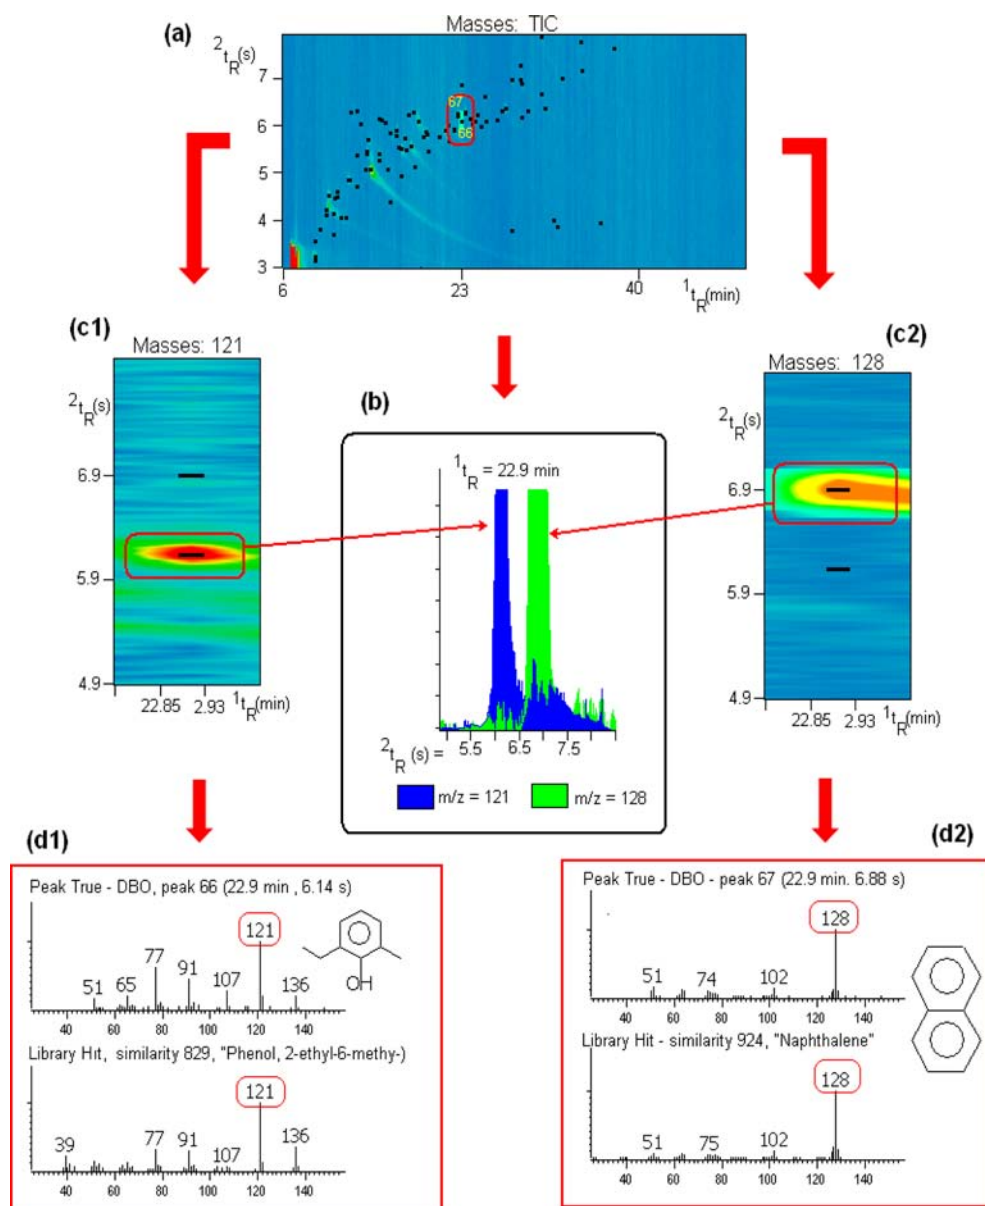 (a)
Masses: TIC
2tR(s)
7
67
6
66
5
4
3
6 23 40 1tR(min)
(c1)
Masses: 121
2tR(s)
6.9
5.9
4.9
22.85 2.93 1tR(min)
(b)
1tR = 22.9 min
5.5 6.5 7.5
2tR (s) =
m/z = 121 m/z = 128
(c2)
Masses: 128
2tR(s)
6.9
5.9
4.9
22.85 2.93 1tR(min)
(d1)
Peak True - DBO, peak 66 (22.9 min , 6.14 s)
121
77
91
51 65 107 136
OH
40 60 80 100 120 140
Library Hit, similarity 829, "Phenol, 2-ethyl-6-methy-)
121
39 77 91 107 136
40 60 80 100 120 140
(d2)
Peak True - DBO - peak 67 (22.9 min. 6.88 s)
128
51 74 102
40 60 80 100 120 140
Library Hit - similarity 924, "Naphthalene"
128
51 75 102
40 60 80 100 120 140